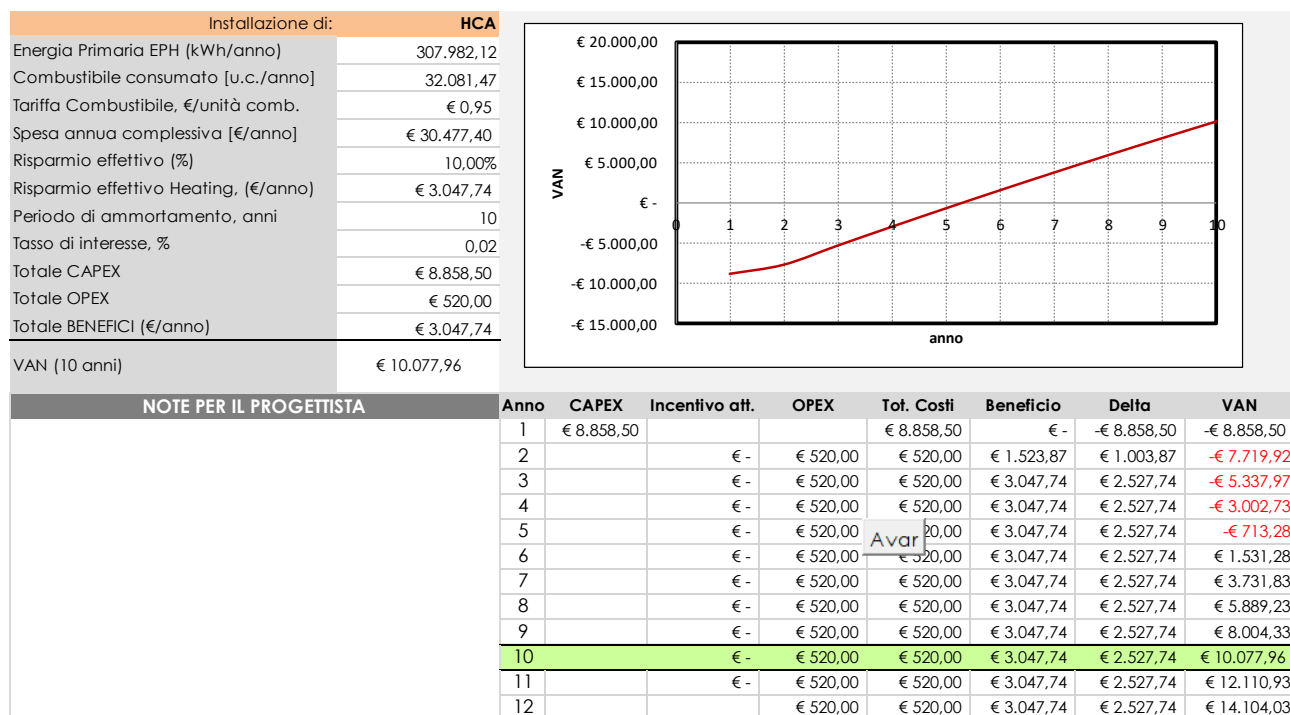 Installazione di: HCA
Energia Primaria EPH (kWh/anno) 307.982,12
Combustibile consumato [u.c./anno] 32.081,47
Tariffa Combustibile, €/unità comb. € 0,95
Spesa annua complessiva [€/anno] € 30.477,40
Risparmio effettivo (%) 10,00%
Risparmio effettivo Heating, (€/anno) € 3.047,74
Periodo di ammortamento, anni 10
Tasso di interesse, % 0,02
Totale CAPEX € 8.858,50
Totale OPEX € 520,00
Totale BENEFICI (€/anno) € 3.047,74
VAN (10 anni) € 10.077,96
€ 20.000,00
€ 15.000,00
€ 10.000,00
€ 5.000,00
€ -
-€ 5.000,00
-€ 10.000,00
-€ 15.000,00
VAN
0 1 2 3 4 5 6 7 8 9 10
anno
NOTE PER IL PROGETTISTA
Anno CAPEX Incentivo att. OPEX Tot. Costi Beneficio Delta VAN
1 € 8.858,50 € 8.858,50 € - -€ 8.858,50 -€ 8.858,50
2 € - € 520,00 € 520,00 € 1.523,87 € 1.003,87 -€ 7.719,92
3 € - € 520,00 € 520,00 € 3.047,74 € 2.527,74 -€ 5.337,97
4 € - € 520,00 € 520,00 € 3.047,74 € 2.527,74 -€ 3.002,73
5 € - € 520,00 Avar 20,00 € 3.047,74 € 2.527,74 -€ 713,28
6 € - € 520,00 € 520,00 € 3.047,74 € 2.527,74 € 1.531,28
7 € - € 520,00 € 520,00 € 3.047,74 € 2.527,74 € 3.731,83
8 € - € 520,00 € 520,00 € 3.047,74 € 2.527,74 € 5.889,23
9 € - € 520,00 € 520,00 € 3.047,74 € 2.527,74 € 8.004,33
10 € - € 520,00 € 520,00 € 3.047,74 € 2.527,74 € 10.077,96
11 € - € 520,00 € 520,00 € 3.047,74 € 2.527,74 € 12.110,93
12 € 520,00 € 520,00 € 3.047,74 € 2.527,74 € 14.104,03